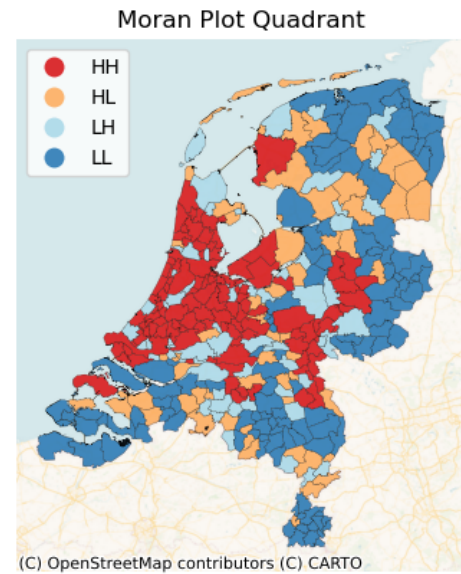 Moran Plot Quadrant
HH
HL
LH
LL
(C) OpenStreetMap contributors (C) CARTO